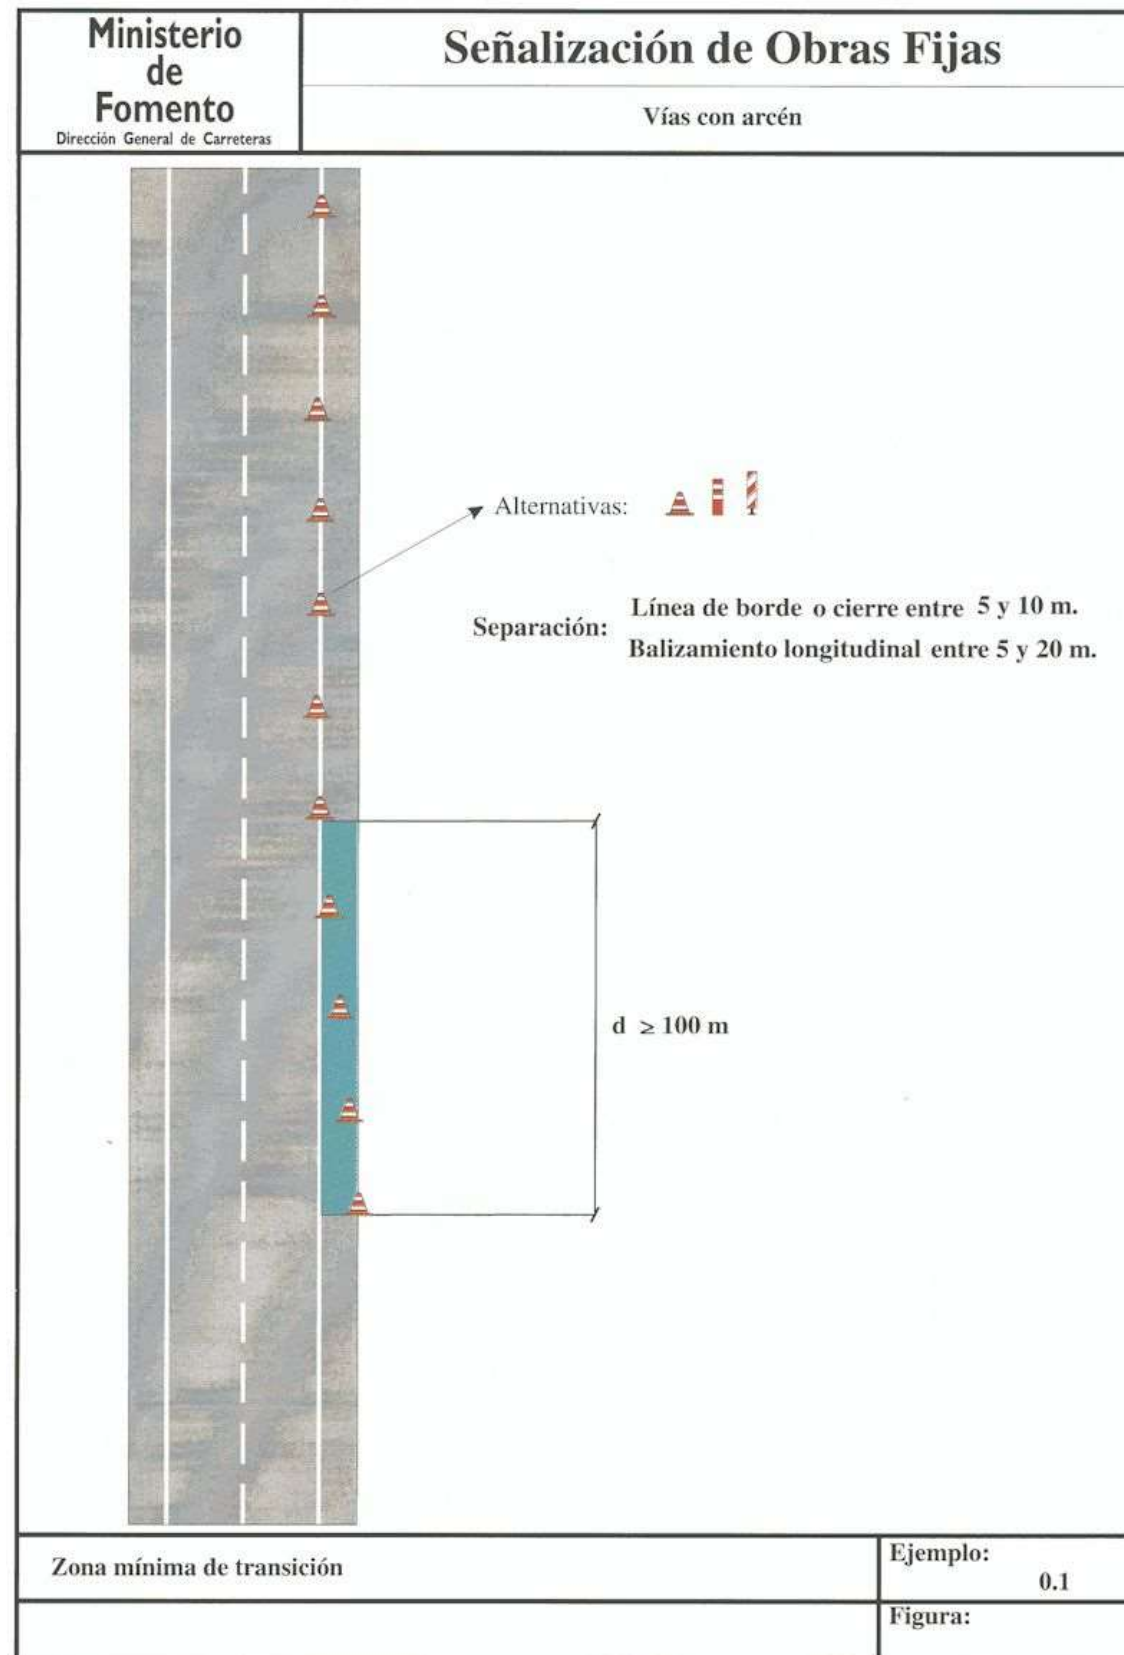 Ministerio
de
Fomento
Dirección General de Carreteras
Señalización de Obras Fijas
Vías con arcén
Alternativas:
Separación:
Línea de borde o cierre entre 5 y 10 m.
Balizamiento longitudinal entre 5 y 20 m.
d ≥ 100 m
Zona mínima de transición
Ejemplo:
0.1
Figura: